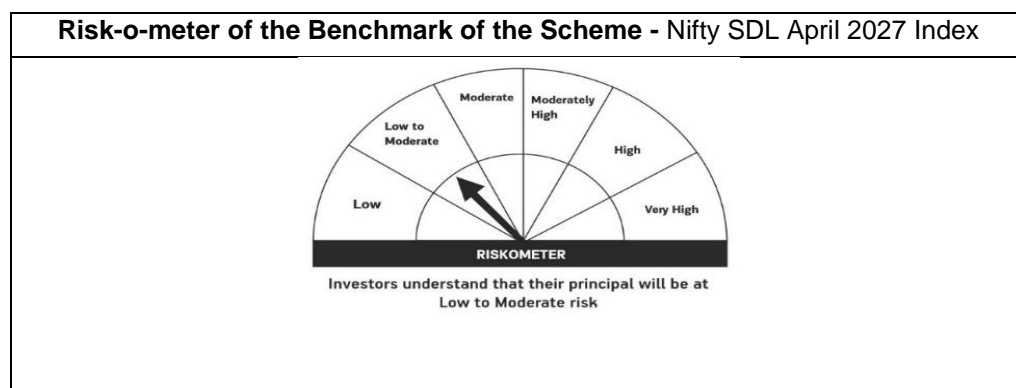 Risk-o-meter of the Benchmark of the Scheme - Nifty SDL April 2027 Index
Moderate
Moderately
High
Low to
Moderate
High
Low
Very High
RISKOMETER
Investors understand that their principal will be at
Low to Moderate risk